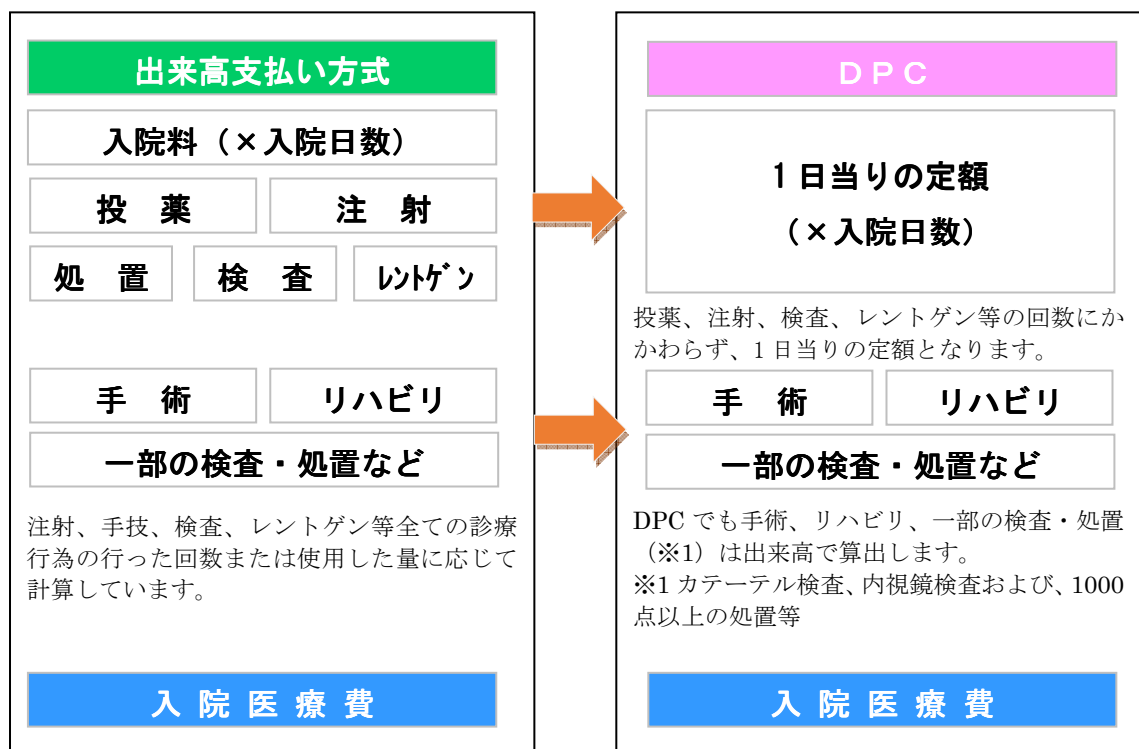 出来高支払い方式
入院料（×入院日数）
投　薬
注　射
処　置
検　査
ﾚﾝﾄｹﾞﾝ
手　術
リハビリ
一部の検査・処置など
注射、手技、検査、レントゲン等全ての診療
行為の行った回数または使用した量に応じて
計算しています。
入院医療費
ＤＰＣ
1日当りの定額
（×入院日数）
投薬、注射、検査、レントゲン等の回数にか
かわらず、1日当りの定額となります。
手　術
リハビリ
一部の検査・処置など
DPC でも手術、リハビリ、一部の検査・処置
（※1）は出来高で算出します。
※1 カテーテル検査、内視鏡検査および、1000
点以上の処置等
入院医療費